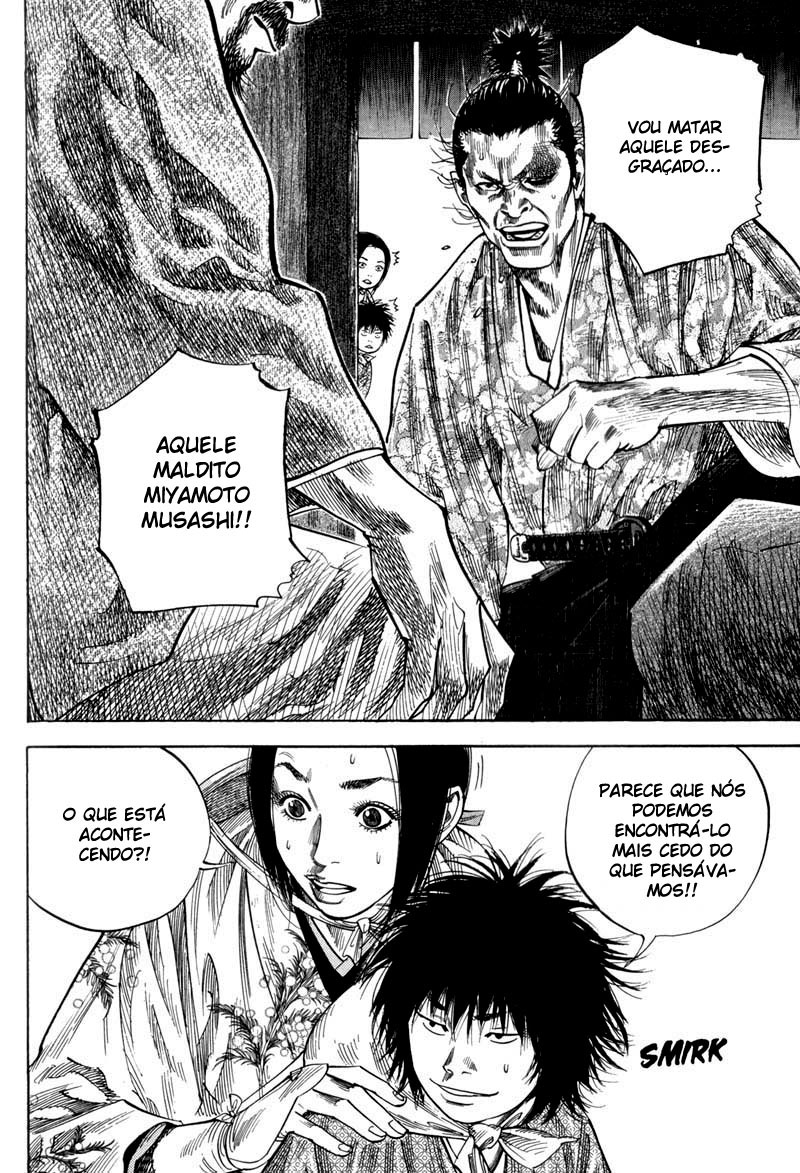 VOU MATAR
AQUELE DES-
GRAÇADO...
AQUELE
MALDITO
MIYAMOTO
MUSASHI!!
O QUE ESTÁ
ACONTE-
CENDO?!
PARECE QUE NÓS
PODEMOS
ENCONTRÁ-LO
MAIS CEDO DO
QUE PENSÁVA-
MOS!!
SMIRK